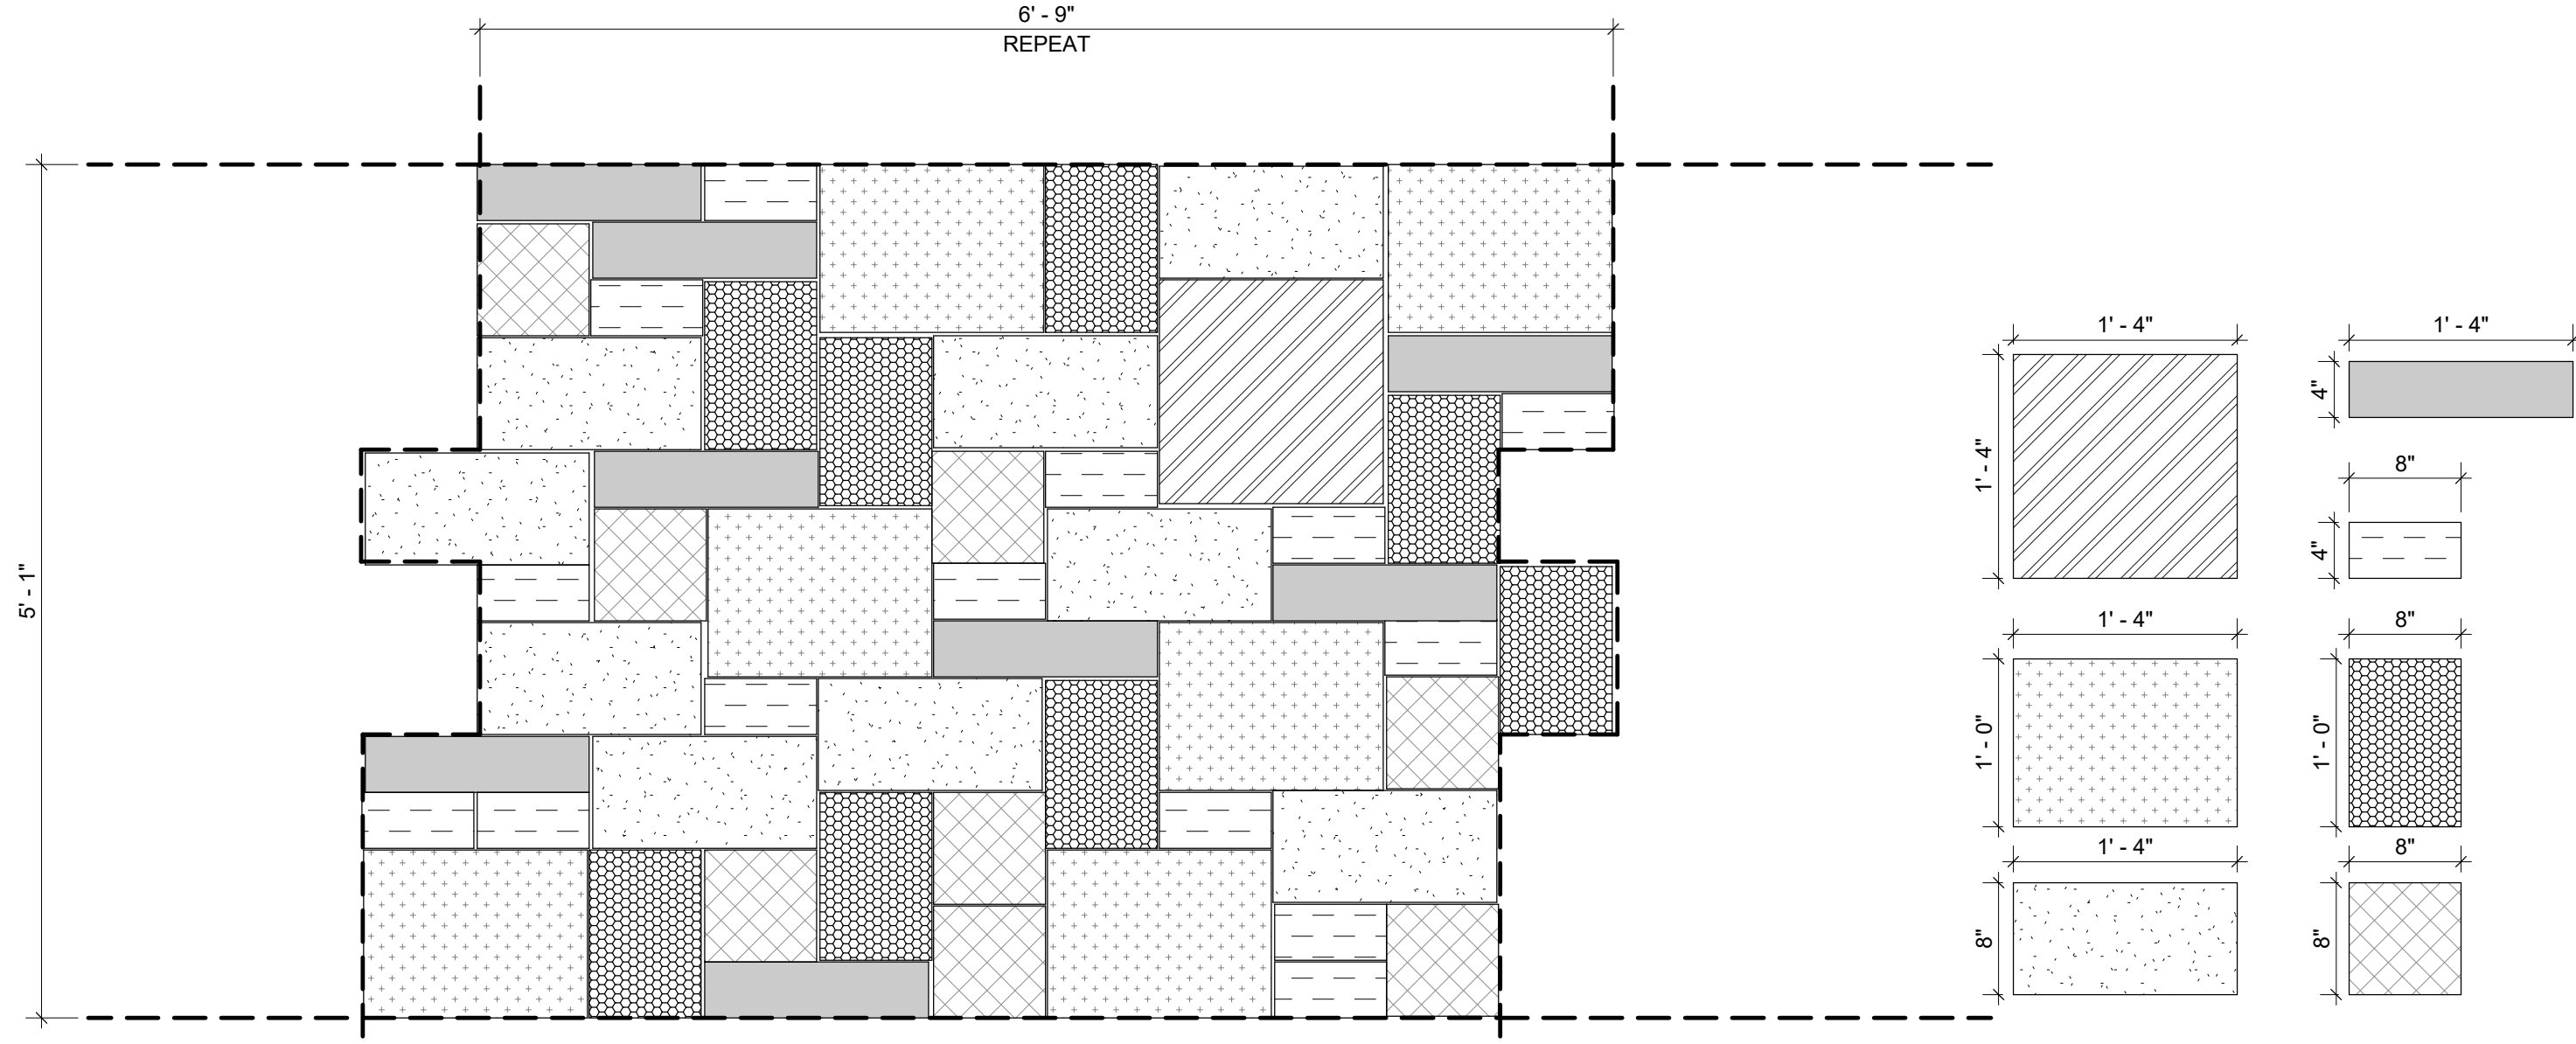 6' - 9"
REPEAT
5' - 1"
1' - 4"
1' - 4"
1' - 4"
4"
8"
4"
1' - 4"
1' - 0"
8"
1' - 0"
1' - 4"
8"
8"
8"